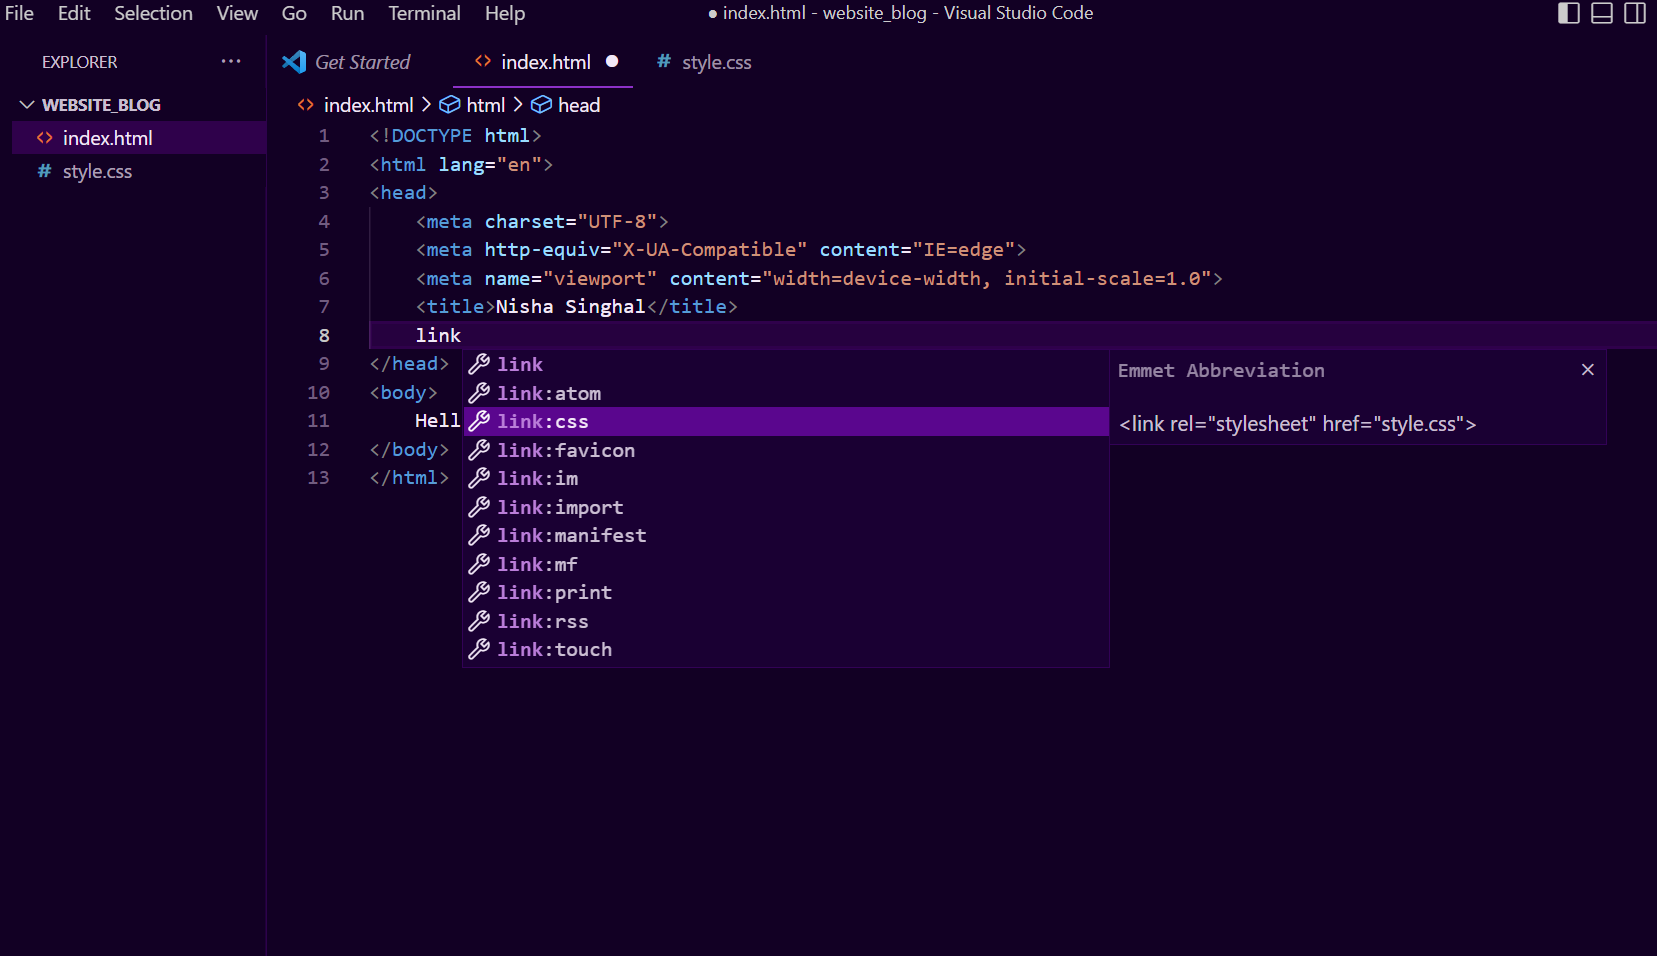 File Edit Selection View Go Run Terminal Help
● index.html - website_blog - Visual Studio Code
EXPLORER ···
WEBSITE_BLOG
<> index.html
# style.css
Get Started
<> index.html ●
# style.css
<> index.html > html > head
1 <!DOCTYPE html>
2 <html lang="en">
3 <head>
4 <meta charset="UTF-8">
5 <meta http-equiv="X-UA-Compatible" content="IE=edge">
6 <meta name="viewport" content="width=device-width, initial-scale=1.0">
7 <title>Nisha Singhal</title>
8 link
9 </head>
10 <body>
11 Hell
12 </body>
13 </html>
link
link:atom
link:css
link:favicon
link:im
link:import
link:manifest
link:mf
link:print
link:rss
link:touch
Emmet Abbreviation ×
<link rel="stylesheet" href="style.css">